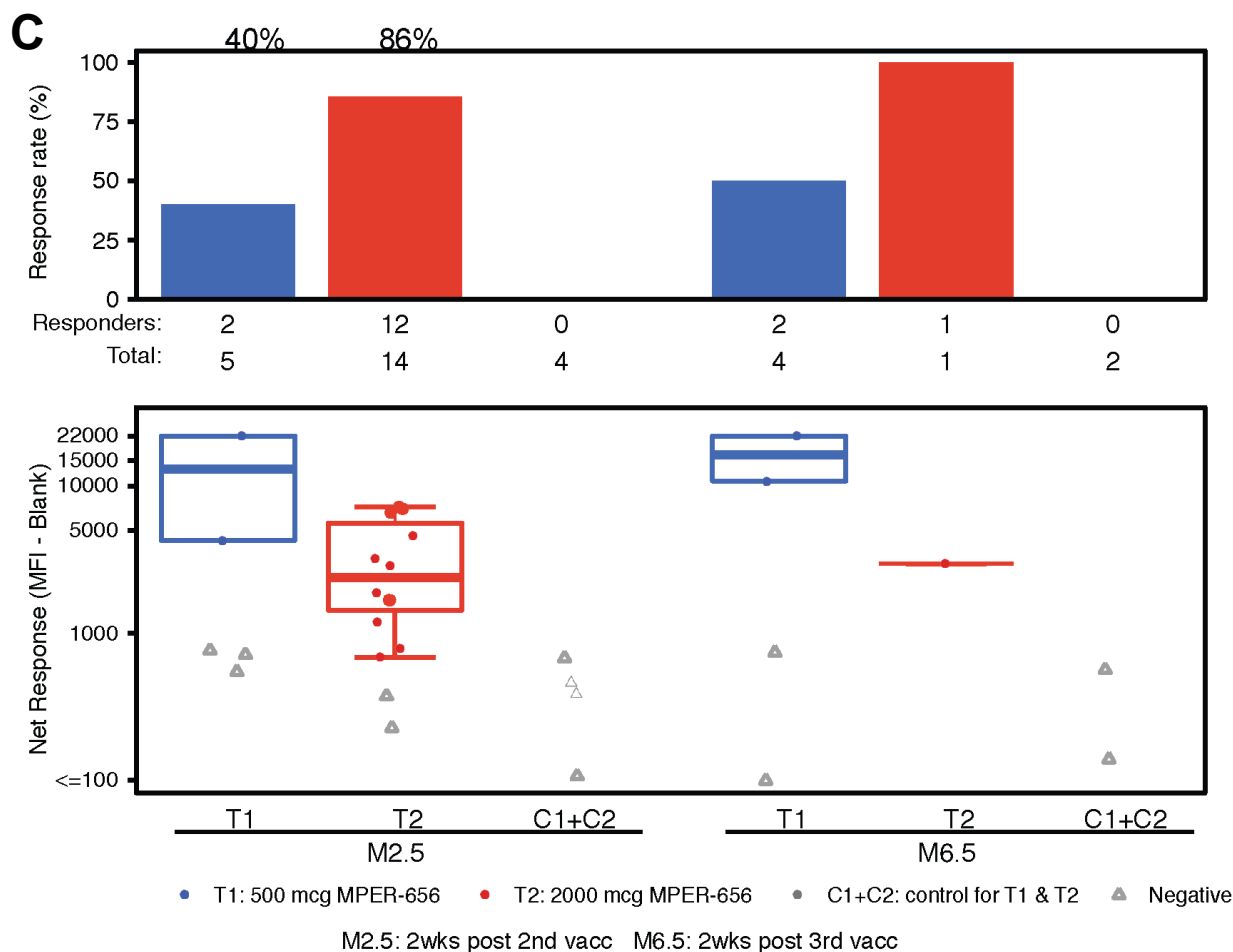 C
40% 86%
Response rate (%)
100
75
50
25
0
Responders: 2 12 0 2 1 0
Total: 5 14 4 4 1 2
Net Response (MFI - Blank)
22000
15000
10000
5000
1000
<=100
T1 T2 C1+C2 T1 T2 C1+C2
M2.5 M6.5
T1: 500 mcg MPER-656 T2: 2000 mcg MPER-656 C1+C2: control for T1 & T2 Negative
M2.5: 2wks post 2nd vacc M6.5: 2wks post 3rd vacc